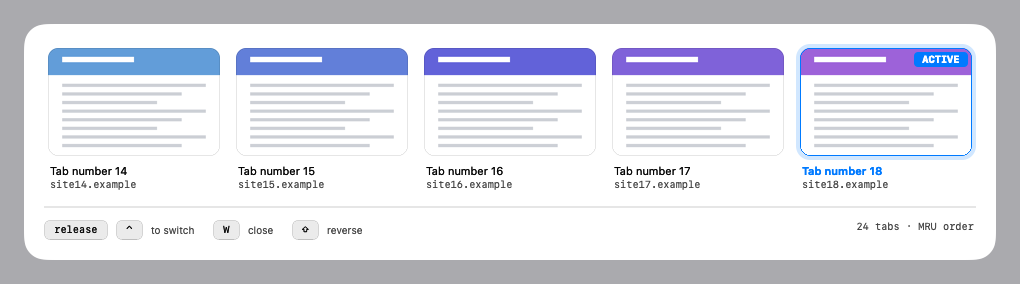 ACTIVE
Tab number 14
site14.example
Tab number 15
site15.example
Tab number 16
site16.example
Tab number 17
site17.example
Tab number 18
site18.example
release ^ to switch W close ⇧ reverse
24 tabs · MRU order